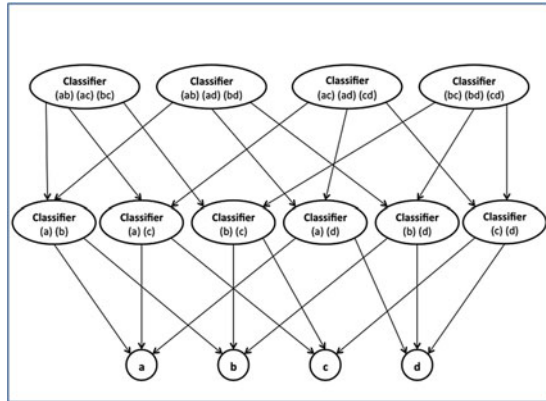 Classifier
(ab) (ac) (bc)
Classifier
(ab) (ad) (bd)
Classifier
(ac) (ad) (cd)
Classifier
(bc) (bd) (cd)
Classifier
(a) (b)
Classifier
(a) (c)
Classifier
(b) (c)
Classifier
(a) (d)
Classifier
(b) (d)
Classifier
(c) (d)
a
b
c
d